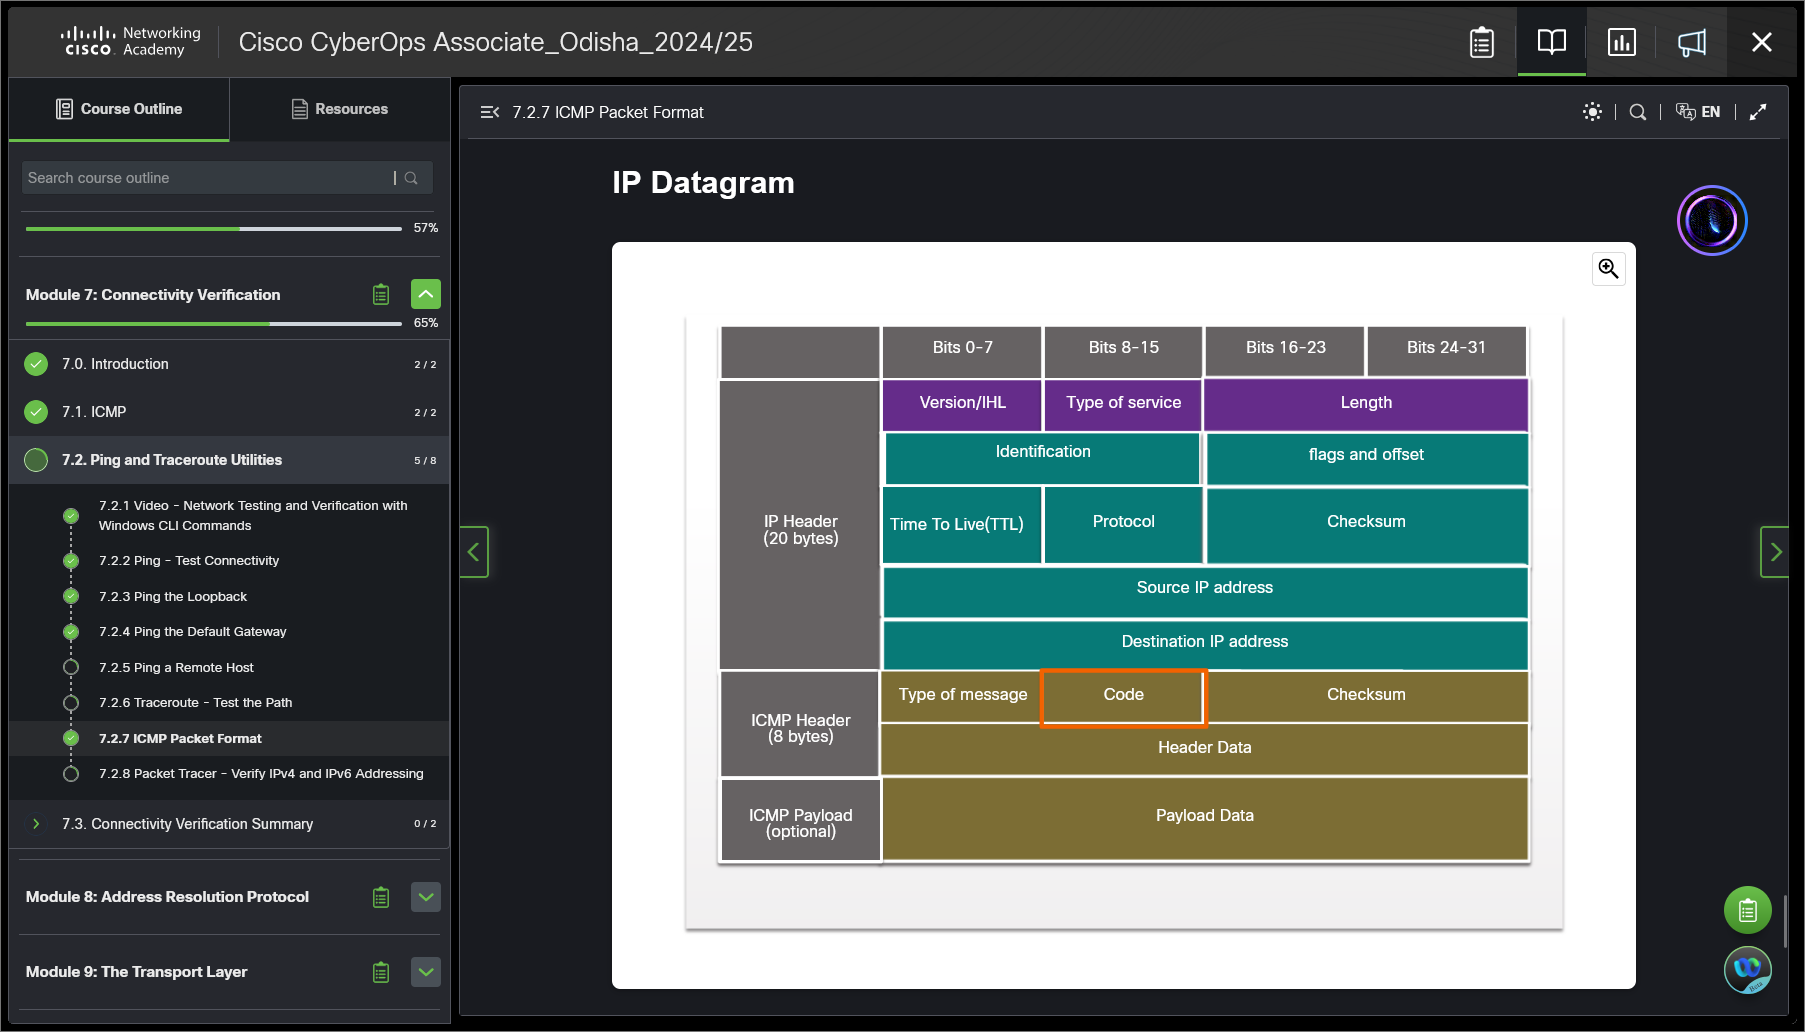 Networking
Academy
CISCO
Cisco CyberOps Associate_Odisha_2024/25
Course Outline
Resources
Search course outline
57%
Module 7: Connectivity Verification
65%
7.0. Introduction
2 / 2
7.1. ICMP
2 / 2
7.2. Ping and Traceroute Utilities
5 / 8
7.2.1 Video - Network Testing and Verification with
Windows CLI Commands
7.2.2 Ping - Test Connectivity
7.2.3 Ping the Loopback
7.2.4 Ping the Default Gateway
7.2.5 Ping a Remote Host
7.2.6 Traceroute - Test the Path
7.2.7 ICMP Packet Format
7.2.8 Packet Tracer - Verify IPv4 and IPv6 Addressing
7.3. Connectivity Verification Summary
0 / 2
Module 8: Address Resolution Protocol
Module 9: The Transport Layer
7.2.7 ICMP Packet Format
EN
IP Datagram
Bits 0-7
Bits 8-15
Bits 16-23
Bits 24-31
IP Header
(20 bytes)
Version/IHL
Type of service
Length
Identification
flags and offset
Time To Live(TTL)
Protocol
Checksum
Source IP address
Destination IP address
ICMP Header
(8 bytes)
Type of message
Code
Checksum
Header Data
ICMP Payload
(optional)
Payload Data
Beta